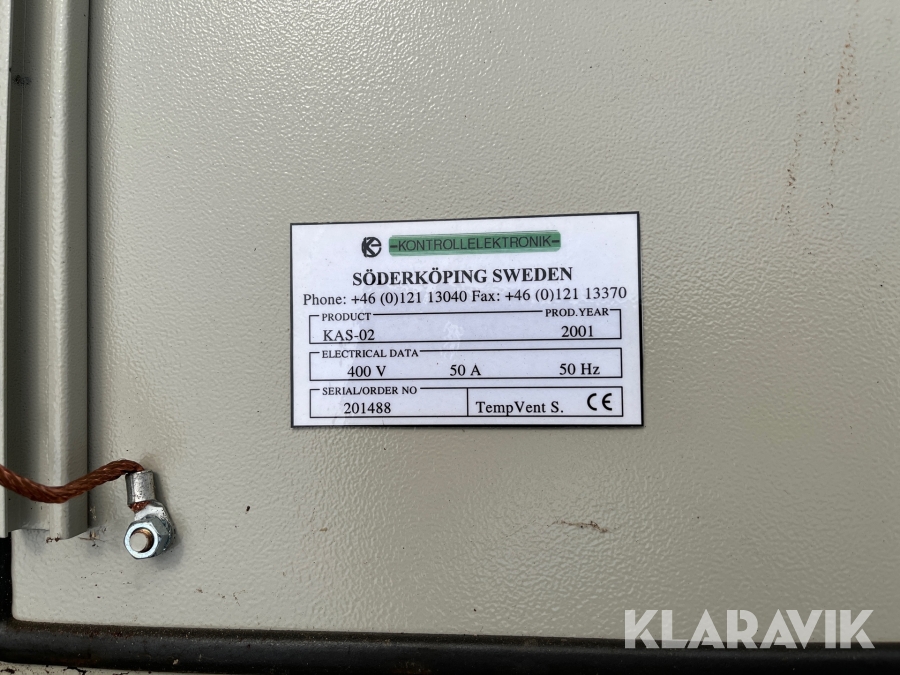 KE -KONTROLLELEKTRONIK-
SÖDERKÖPING SWEDEN
Phone: +46 (0)121 13040 Fax: +46 (0)121 13370
PRODUCT PROD.YEAR
KAS-02 2001
ELECTRICAL DATA
400 V 50 A 50 Hz
SERIAL/ORDER NO
201488 TempVent S. CE
KLARAVIK